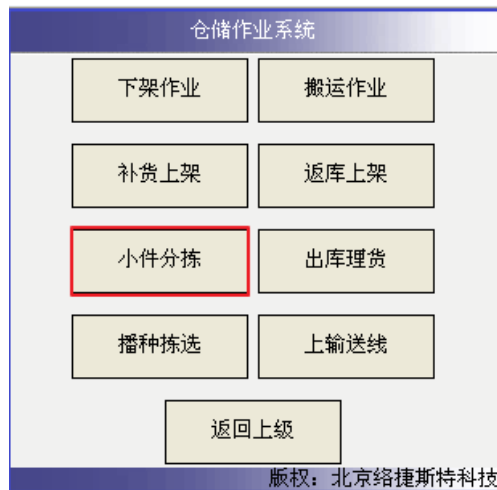 仓储作业系统
下架作业 搬运作业
补货上架 返库上架
小件分拣 出库理货
播种拣选 上输送线
返回上级
版权：北京络捷斯特科技